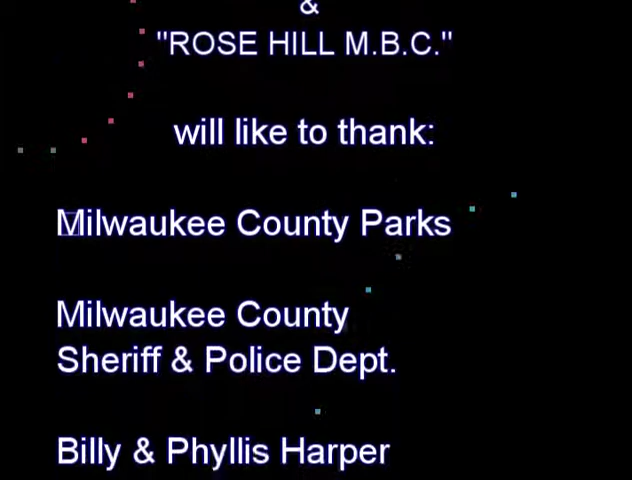 &
"ROSE HILL M.B.C."
will like to thank:
Milwaukee County Parks
Milwaukee County
Sheriff & Police Dept.
Billy & Phyllis Harper